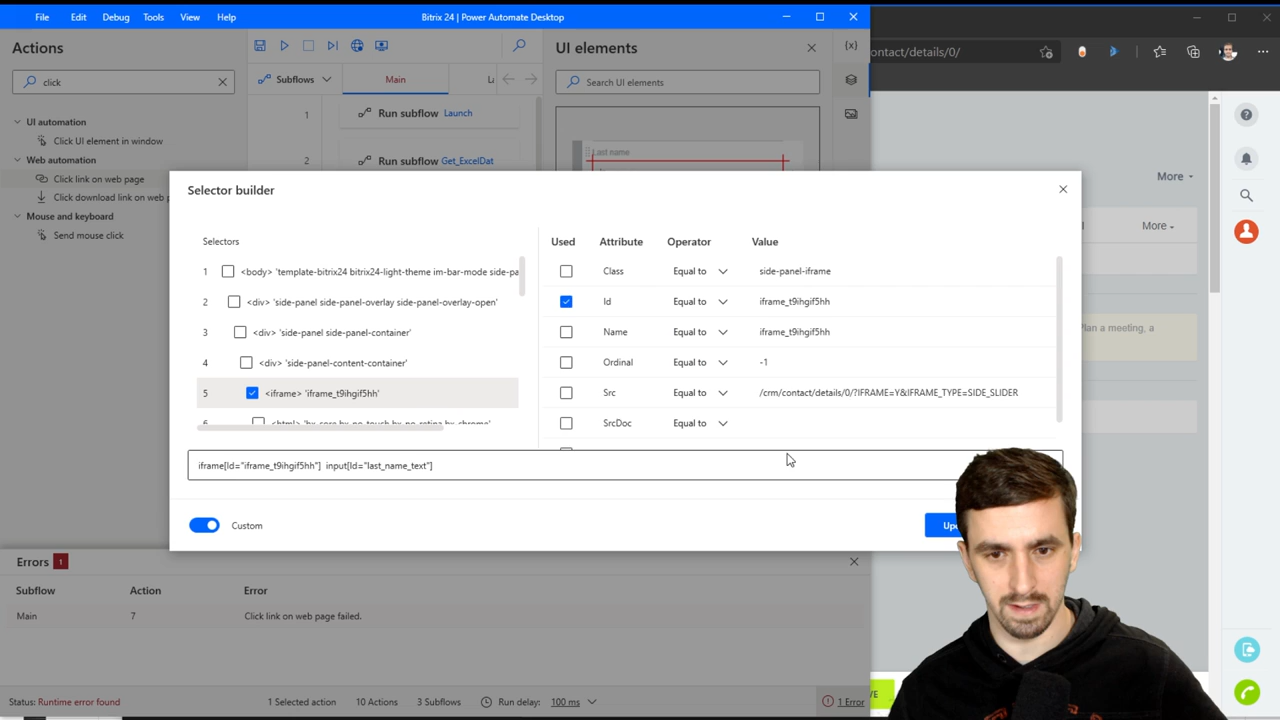 File Edit Debug Tools View Help
Bitrix 24 | Power Automate Desktop
Actions
click
UI automation
Click UI element in window
Web automation
Click link on web page
Click download link on web p
Mouse and keyboard
Send mouse click
Subflows
Main
1
Run subflow Launch
2
Run subflow Get_ExcelDat
UI elements
Search UI elements
Last name
{x}
ontact/details/0/
More
More
Plan a meeting, a
Selector builder
Selectors
1 <body> 'template-bitrix24 bitrix24-light-theme im-bar-mode side-pa
2 <div> 'side-panel side-panel-overlay side-panel-overlay-open'
3 <div> 'side-panel side-panel-container'
4 <div> 'side-panel-content-container'
5 <iframe> 'iframe_t9ihgif5hh'
Used Attribute Operator Value
Class Equal to side-panel-iframe
Id Equal to iframe_t9ihgif5hh
Name Equal to iframe_t9ihgif5hh
Ordinal Equal to -1
Src Equal to /crm/contact/details/0/?IFRAME=Y&IFRAME_TYPE=SIDE_SLIDER
SrcDoc Equal to
iframe[Id="iframe_t9ihgif5hh"] input[Id="last_name_text"]
Custom
Up
Errors 1
Subflow Action Error
Main 7 Click link on web page failed.
Status: Runtime error found
1 Selected action
10 Actions
3 Subflows
Run delay: 100 ms
1 Error
VE